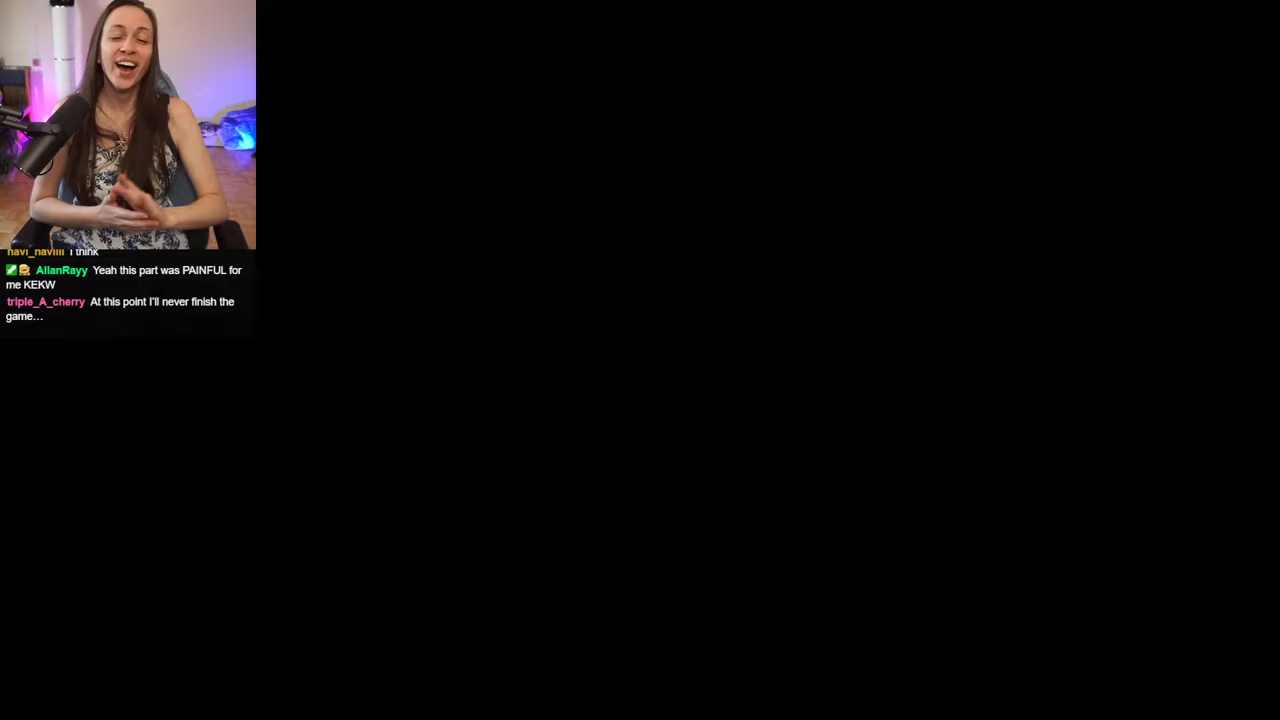 navi_naviiii I think
AllanRayy Yeah this part was PAINFUL for
me KEKW
triple_A_cherry At this point I'll never finish the
game…